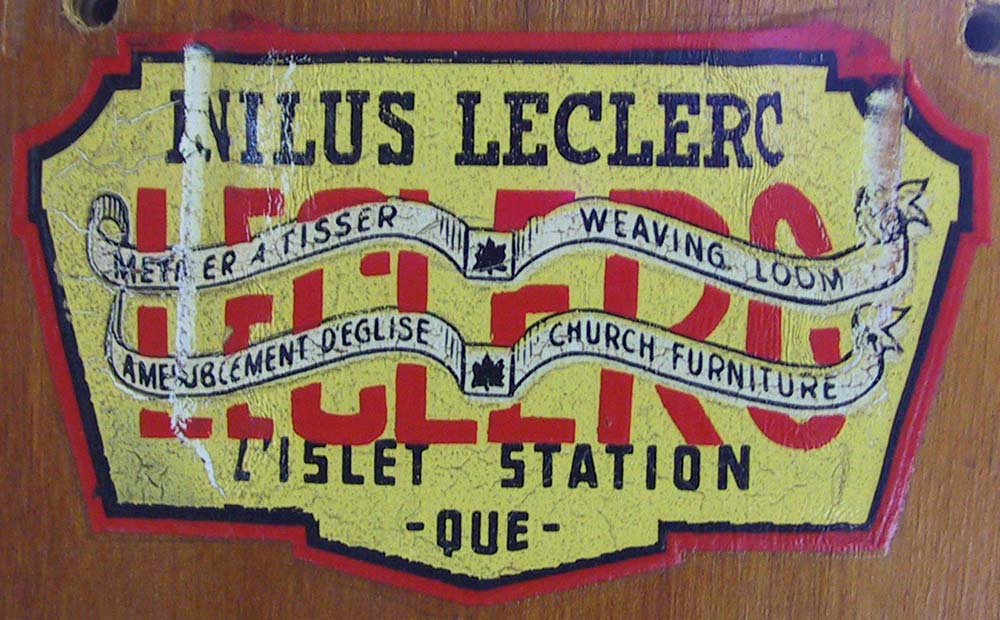 NILUS LECLERC
LECLERC
METIER A TISSER WEAVING LOOM
AMEUBLEMENT D'EGLISE CHURCH FURNITURE
L'ISLET STATION
-QUE-